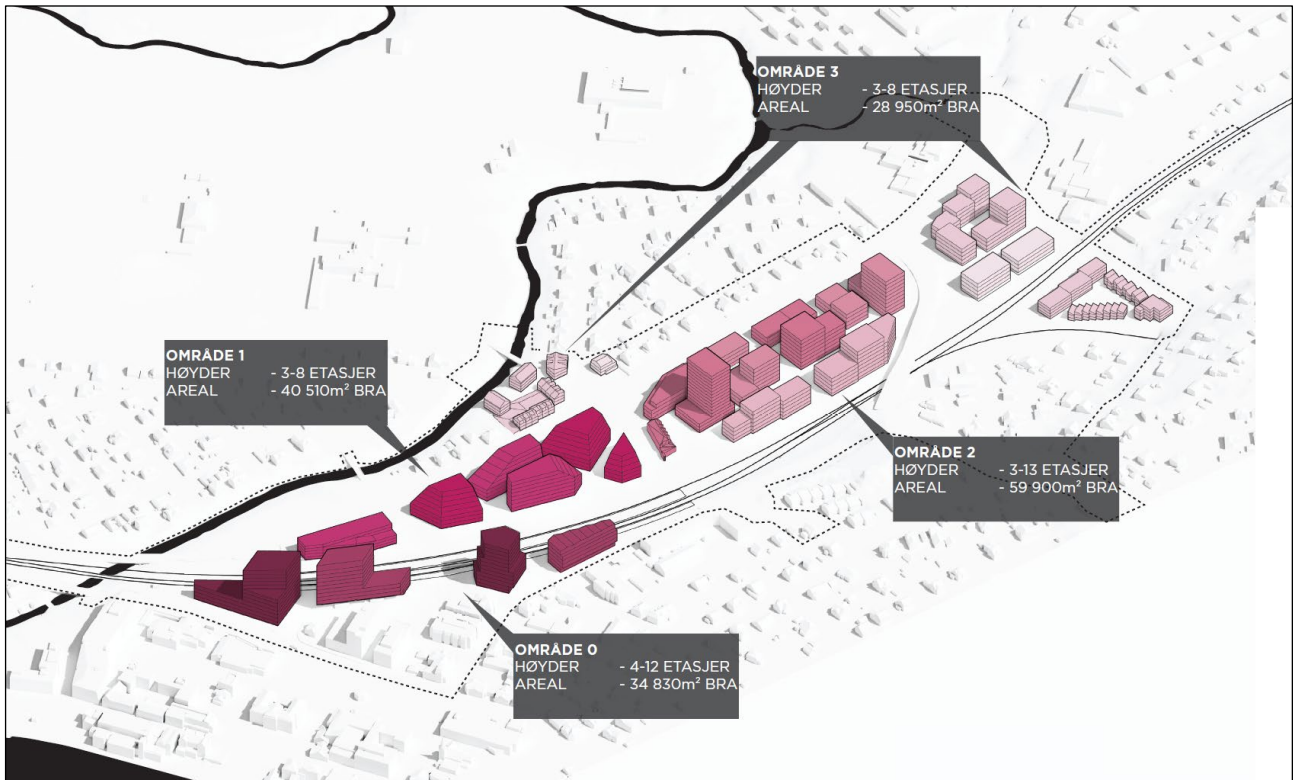 OMRÅDE 3
HØYDER - 3-8 ETASJER
AREAL - 28 950m² BRA
OMRÅDE 1
HØYDER - 3-8 ETASJER
AREAL - 40 510m² BRA
OMRÅDE 2
HØYDER - 3-13 ETASJER
AREAL - 59 900m² BRA
OMRÅDE 0
HØYDER - 4-12 ETASJER
AREAL - 34 830m² BRA